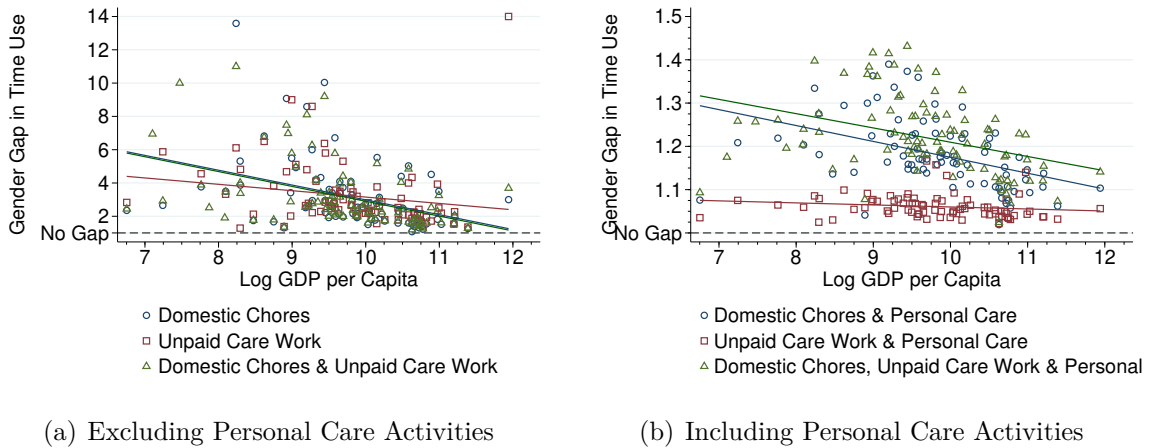 Gender Gap in Time Use
14
12
10
8
6
4
2
No Gap
7 8 9 10 11 12
Log GDP per Capita
Domestic Chores
Unpaid Care Work
Domestic Chores & Unpaid Care Work
(a) Excluding Personal Care Activities
Gender Gap in Time Use
1.5
1.4
1.3
1.2
1.1
No Gap
7 8 9 10 11 12
Log GDP per Capita
Domestic Chores & Personal Care
Unpaid Care Work & Personal Care
Domestic Chores, Unpaid Care Work & Personal
(b) Including Personal Care Activities